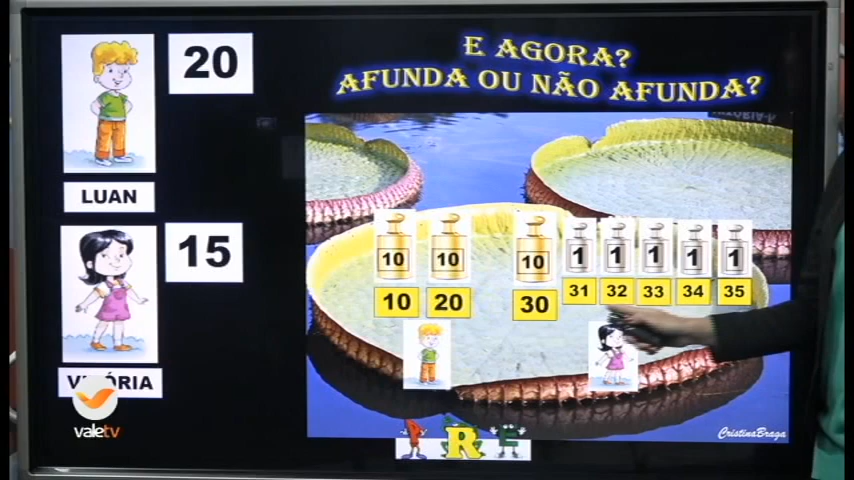 E AGORA?
AFUNDA OU NÃO AFUNDA?
20
LUAN
15
VITÓRIA
10 10 10 1 1 1 1 1
10 20 30 31 32 33 34 35
A R E
CristinaBraga
valetv